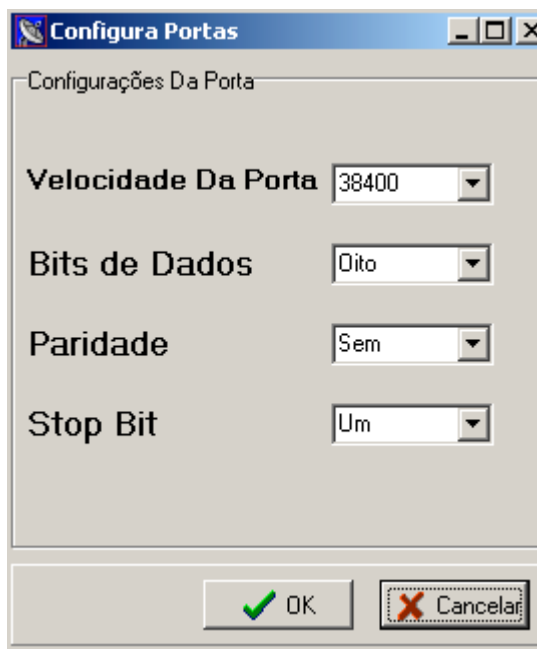 Configura Portas
Configurações Da Porta
Velocidade Da Porta 38400
Bits de Dados Oito
Paridade Sem
Stop Bit Um
OK Cancelar